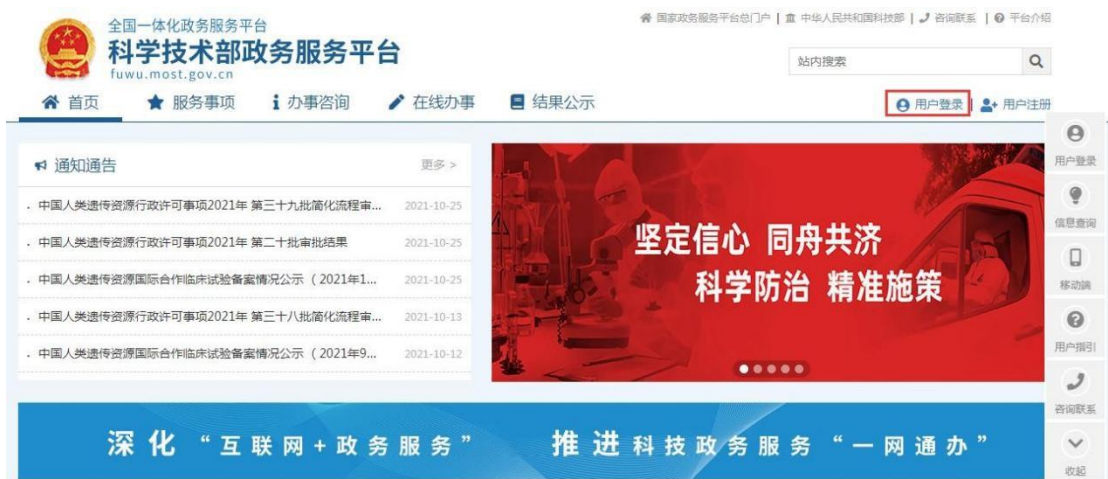 国家政务服务平台总门户 | 中华人民共和国科技部 | 咨询联系 | 平台介绍
全国一体化政务服务平台
科学技术部政务服务平台
fuwu.most.gov.cn
站内搜索
首页 服务事项 办事咨询 在线办事 结果公示 用户登录 | 用户注册
通知通告 更多 >
. 中国人类遗传资源行政许可事项2021年 第三十九批简化流程审... 2021-10-25
. 中国人类遗传资源行政许可事项2021年 第二十批审批结果 2021-10-25
. 中国人类遗传资源国际合作临床试验备案情况公示 ( 2021年1... 2021-10-25
. 中国人类遗传资源行政许可事项2021年 第三十八批简化流程审... 2021-10-13
. 中国人类遗传资源国际合作临床试验备案情况公示 ( 2021年9... 2021-10-12
坚定信心 同舟共济
科学防治 精准施策
用户登录
信息查询
移动端
用户指引
咨询联系
收起
深化 “互联网+政务服务” 推进科技政务服务 “一网通办”